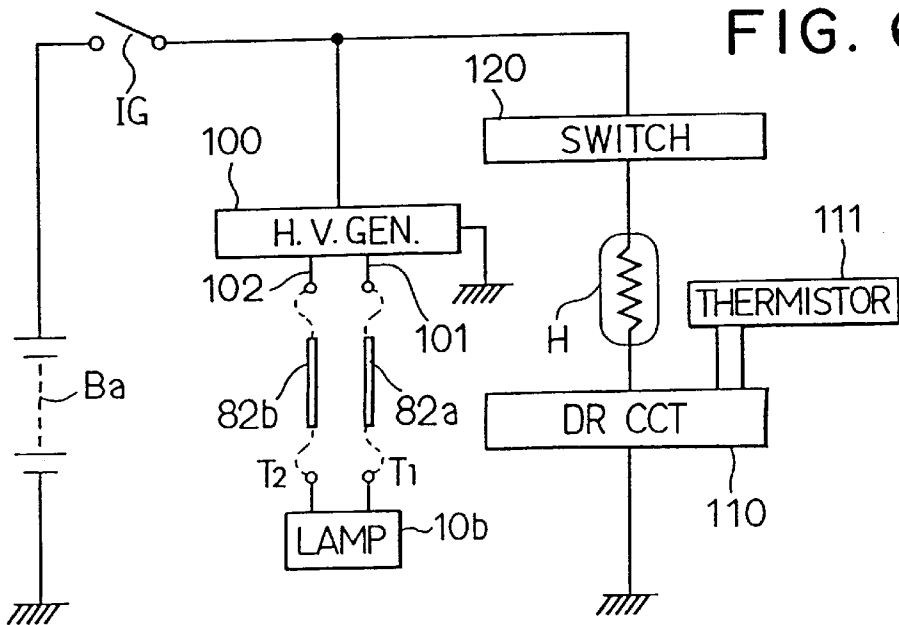 FIG. 6
IG
120
SWITCH
100
H. V. GEN.
111
THERMISTOR
102
101
H
Ba
82b
82a
DR CCT
T2
T1
110
LAMP
10b